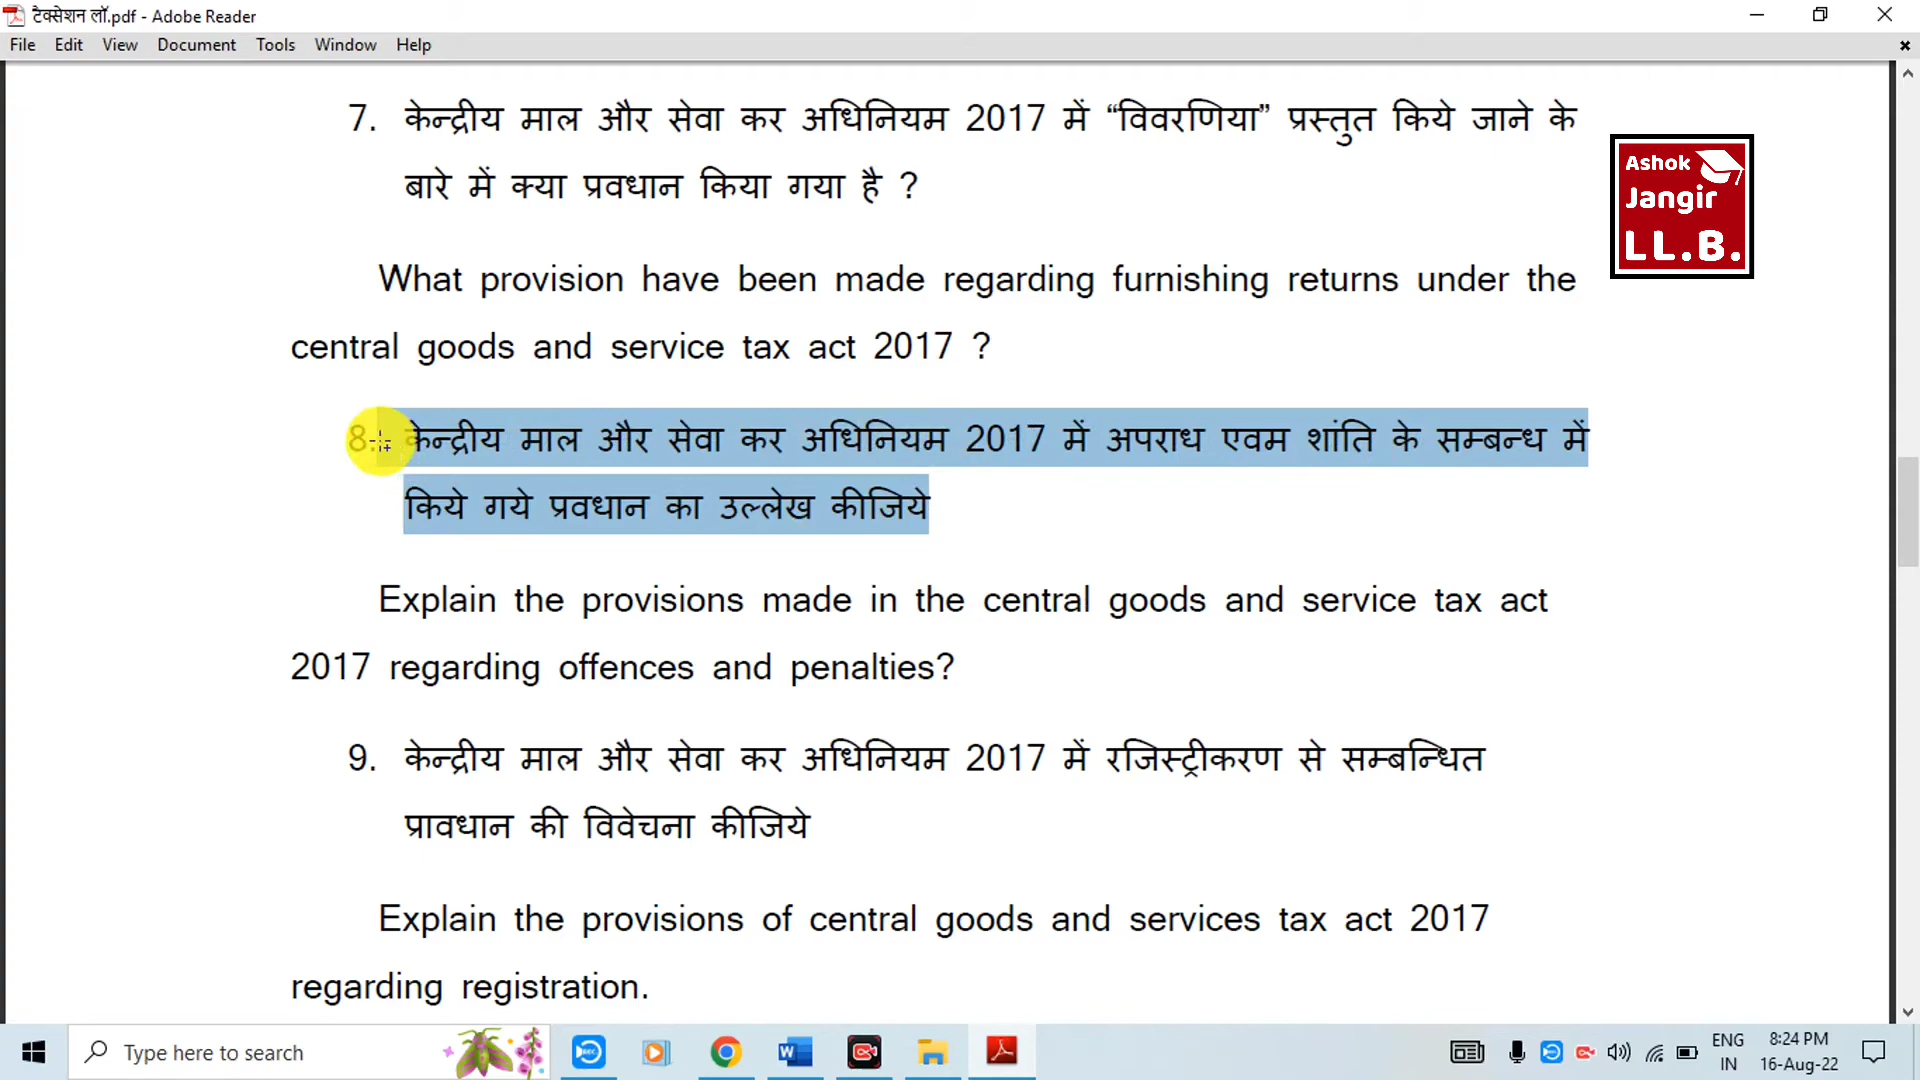 टैक्सेशन लॉ.pdf - Adobe Reader
File Edit View Document Tools Window Help
7. केन्द्रीय माल और सेवा कर अधिनियम 2017 में “विवरणिया” प्रस्तुत किये जाने के
बारे में क्या प्रवधान किया गया है ?
Ashok
Jangir
LL.B.
What provision have been made regarding furnishing returns under the
central goods and service tax act 2017 ?
8. केन्द्रीय माल और सेवा कर अधिनियम 2017 में अपराध एवम शांति के सम्बन्ध में
किये गये प्रवधान का उल्लेख कीजिये
Explain the provisions made in the central goods and service tax act
2017 regarding offences and penalties?
9. केन्द्रीय माल और सेवा कर अधिनियम 2017 में रजिस्ट्रीकरण से सम्बन्धित
प्रावधान की विवेचना कीजिये
Explain the provisions of central goods and services tax act 2017
regarding registration.
Type here to search
REC
ENG
IN
8:24 PM
16-Aug-22